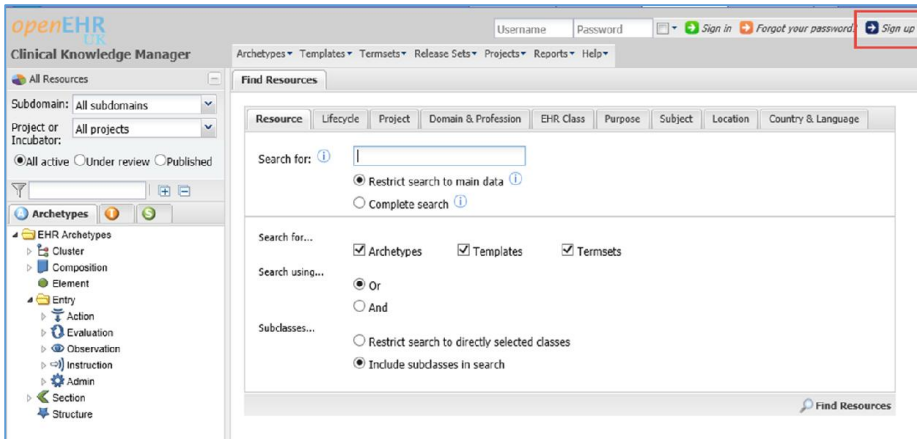 openEHR
UK
Clinical Knowledge Manager
Username
Password
Sign in
Forgot your password?
Sign up
Archetypes Templates Termsets Release Sets Projects Reports Help
All Resources
Subdomain: All subdomains
Project or Incubator: All projects
All active Under review Published
Archetypes
EHR Archetypes
Cluster
Composition
Element
Entry
Action
Evaluation
Observation
Instruction
Admin
Section
Structure
Find Resources
Resource Lifecycle Project Domain & Profession EHR Class Purpose Subject Location Country & Language
Search for:
Restrict search to main data
Complete search
Search for...
Archetypes Templates Termsets
Search using...
Or
And
Subclasses...
Restrict search to directly selected classes
Include subclasses in search
Find Resources